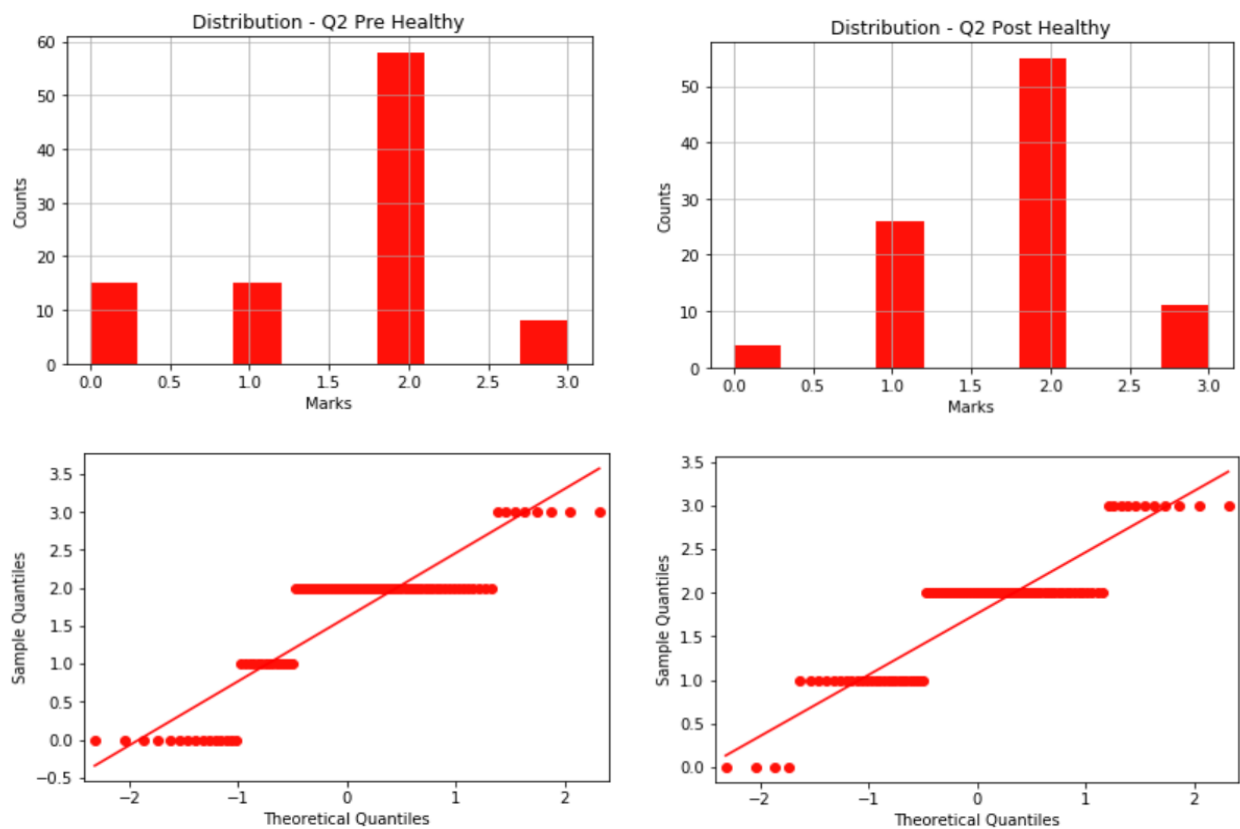 Distribution - Q2 Pre Healthy
60
50
40
30
20
10
0
Counts
0.0 0.5 1.0 1.5 2.0 2.5 3.0
Marks
Distribution - Q2 Post Healthy
50
40
30
20
10
0
Counts
0.0 0.5 1.0 1.5 2.0 2.5 3.0
Marks
3.5
3.0
2.5
2.0
1.5
1.0
0.5
0.0
−0.5
Sample Quantiles
−2 −1 0 1 2
Theoretical Quantiles
3.5
3.0
2.5
2.0
1.5
1.0
0.5
0.0
Sample Quantiles
−2 −1 0 1 2
Theoretical Quantiles